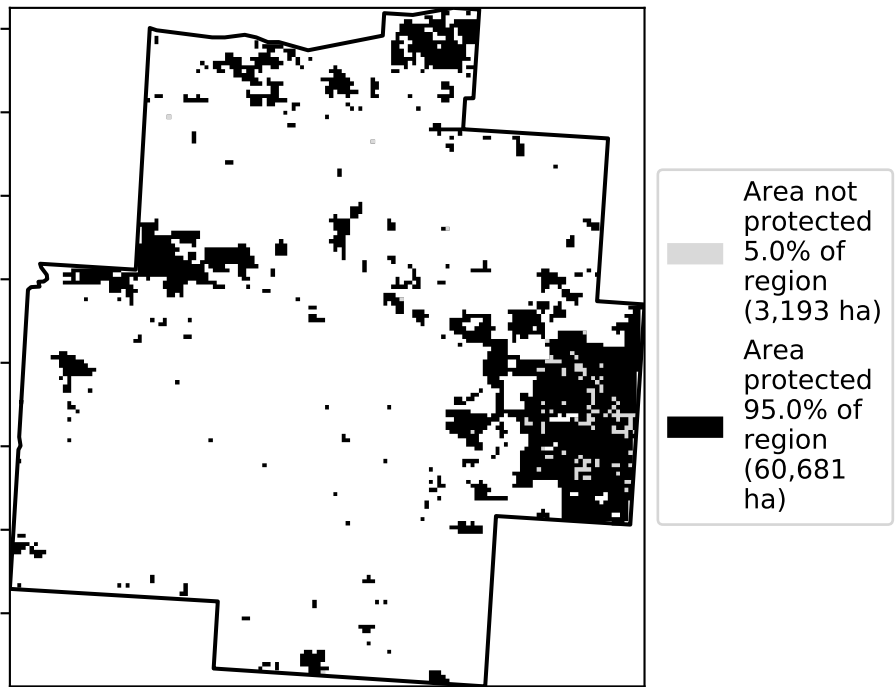 Area not
protected
5.0% of
region
(3,193 ha)
Area
protected
95.0% of
region
(60,681
ha)